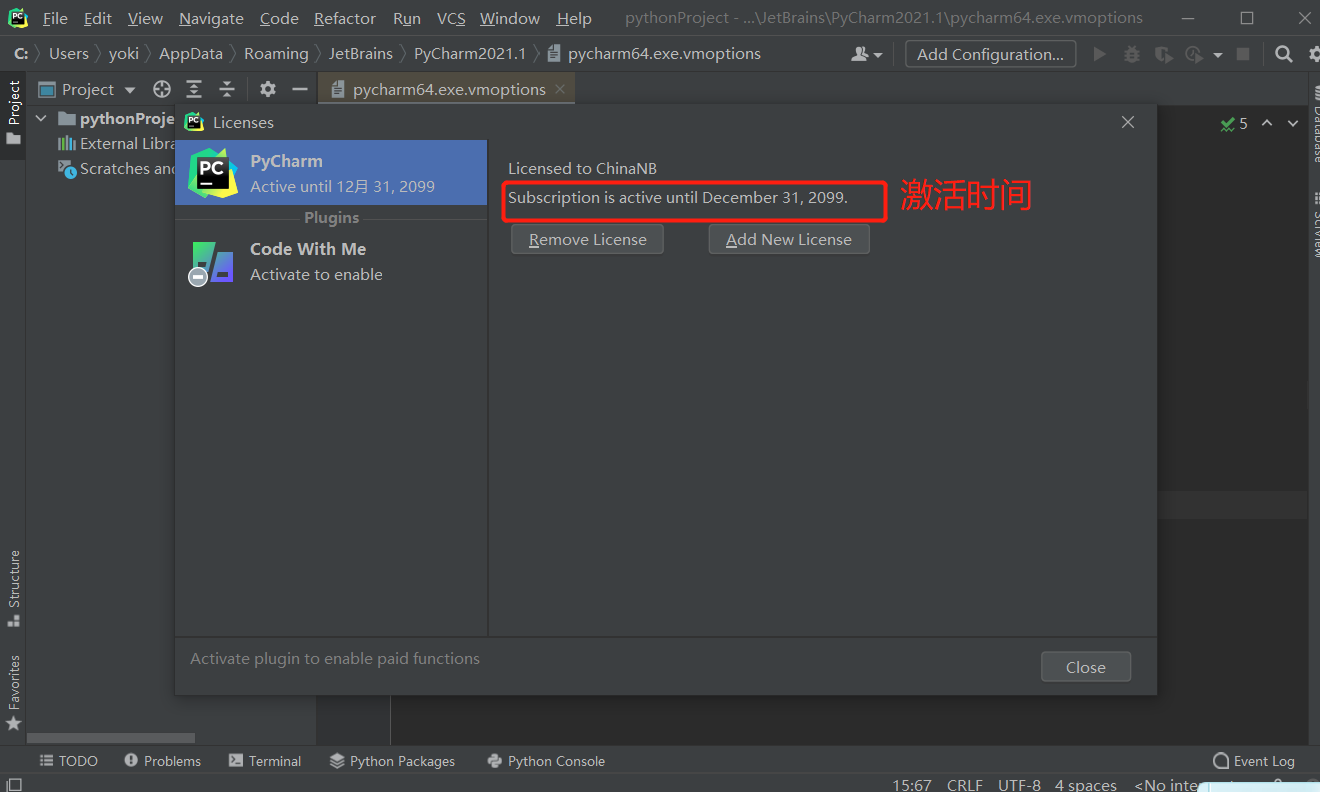 File Edit View Navigate Code Refactor Run VCS Window Help pythonProject - ...\JetBrains\PyCharm2021.1\pycharm64.exe.vmoptions
C: Users yoki AppData Roaming JetBrains PyCharm2021.1 pycharm64.exe.vmoptions Add Configuration...
Project
Project
pycharm64.exe.vmoptions
pythonProje
External Libra
Scratches and
5
Database
SciView
Licenses
PC
PyCharm
Active until 12月 31, 2099
Plugins
Code With Me
Activate to enable
Licensed to ChinaNB
Subscription is active until December 31, 2099.
激活时间
Remove License Add New License
Activate plugin to enable paid functions
Close
Structure
Favorites
TODO Problems Terminal Python Packages Python Console Event Log
15:67 CRLF UTF-8 4 spaces <No inte